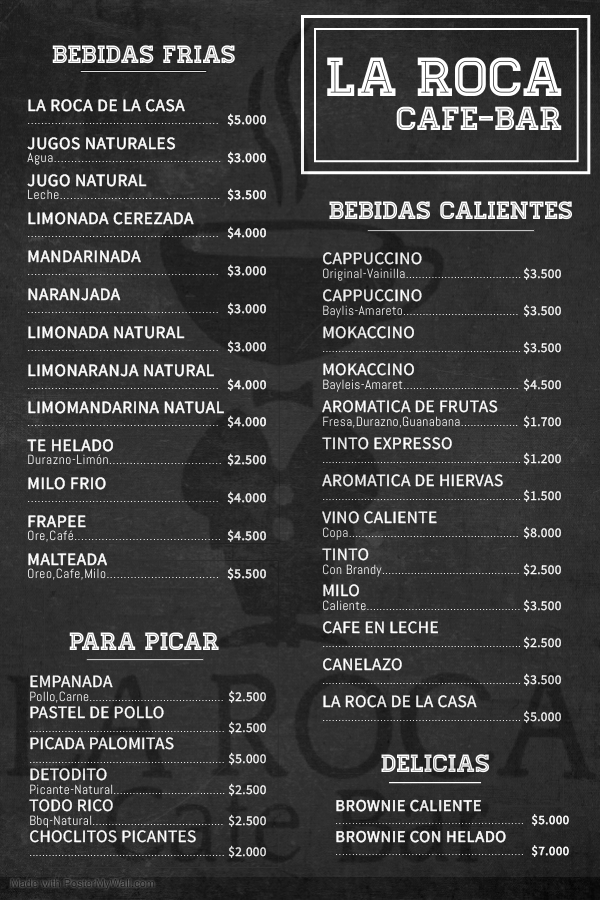 BEBIDAS FRIAS
LA ROCA DE LA CASA
$5.000
JUGOS NATURALES
Agua $3.000
JUGO NATURAL
Leche $3.500
LIMONADA CEREZADA
$4.000
MANDARINADA
$3.000
NARANJADA
$3.000
LIMONADA NATURAL
$3.000
LIMONARANJA NATURAL
$4.000
LIMOMANDARINA NATUAL
$4.000
TE HELADO
Durazno-Limón $2.500
MILO FRIO
$4.000
FRAPEE
Ore,Café $4.500
MALTEADA
Oreo,Cafe,Milo $5.500
PARA PICAR
EMPANADA
Pollo,Carne $2.500
PASTEL DE POLLO
$2.500
PICADA PALOMITAS
$5.000
DETODITO
Picante-Natural $2.500
TODO RICO
Bbq-Natural $2.500
CHOCLITOS PICANTES
$2.000
LA ROCA
CAFE-BAR
BEBIDAS CALIENTES
CAPPUCCINO
Original-Vainilla $3.500
CAPPUCCINO
Baylis-Amareto $3.500
MOKACCINO
$3.500
MOKACCINO
Bayleis-Amaret $4.500
AROMATICA DE FRUTAS
Fresa,Durazno,Guanabana $1.700
TINTO EXPRESSO
$1.200
AROMATICA DE HIERVAS
$1.500
VINO CALIENTE
Copa $8.000
TINTO
Con Brandy $2.500
MILO
Caliente $3.500
CAFE EN LECHE
$2.500
CANELAZO
$3.500
LA ROCA DE LA CASA
$5.000
DELICIAS
BROWNIE CALIENTE
$5.000
BROWNIE CON HELADO
$7.000
LA ROCA
Cafe Bar
Made with PosterMyWall.com